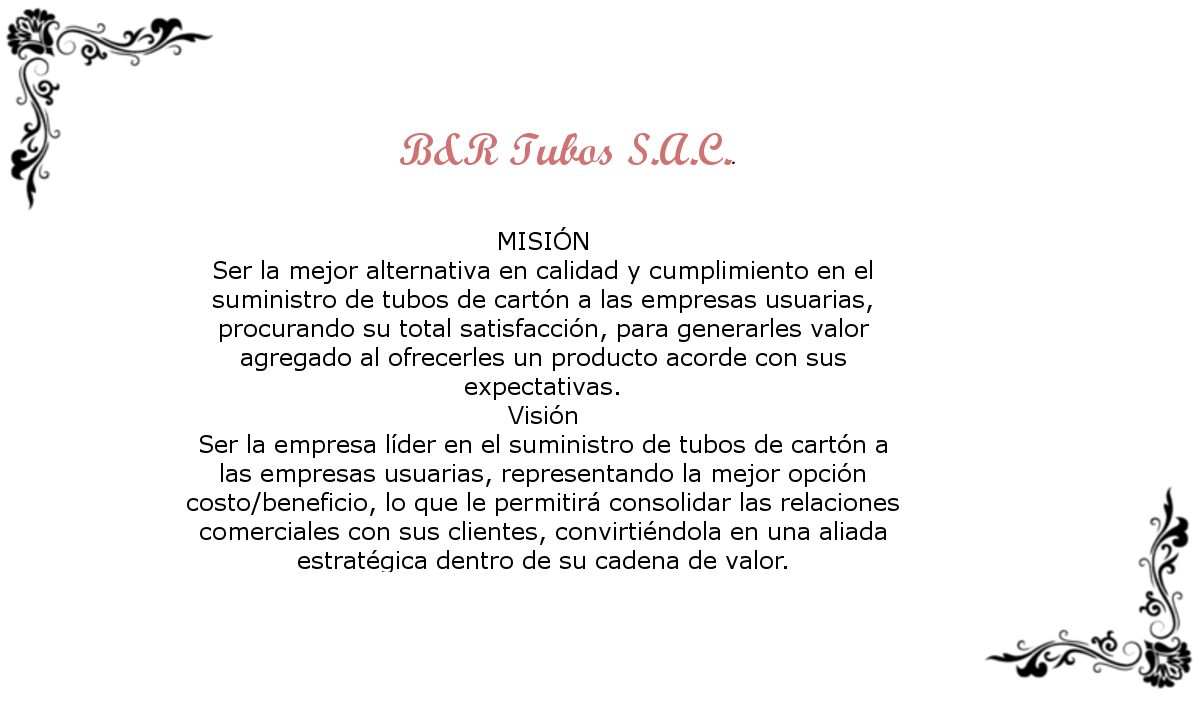 B&R Tubos S.A.C..
MISIÓN
Ser la mejor alternativa en calidad y cumplimiento en el
suministro de tubos de cartón a las empresas usuarias,
procurando su total satisfacción, para generarles valor
agregado al ofrecerles un producto acorde con sus
expectativas.
Visión
Ser la empresa líder en el suministro de tubos de cartón a
las empresas usuarias, representando la mejor opción
costo/beneficio, lo que le permitirá consolidar las relaciones
comerciales con sus clientes, convirtiéndola en una aliada
estratégica dentro de su cadena de valor.